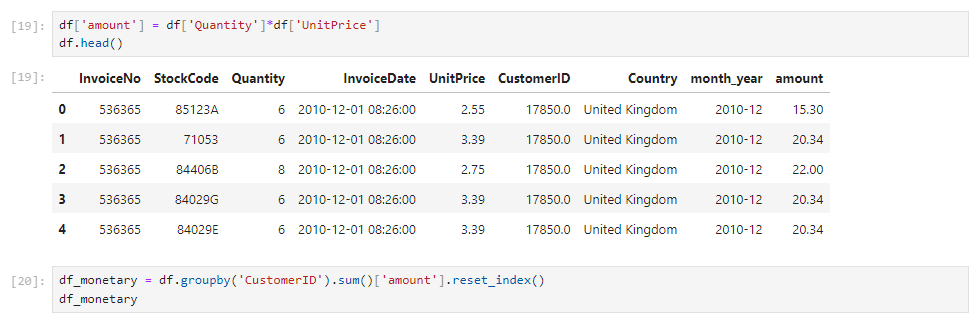 [19]: df['amount'] = df['Quantity']*df['UnitPrice']
df.head()
[19]: InvoiceNo StockCode Quantity InvoiceDate UnitPrice CustomerID Country month_year amount
0 536365 85123A 6 2010-12-01 08:26:00 2.55 17850.0 United Kingdom 2010-12 15.30
1 536365 71053 6 2010-12-01 08:26:00 3.39 17850.0 United Kingdom 2010-12 20.34
2 536365 84406B 8 2010-12-01 08:26:00 2.75 17850.0 United Kingdom 2010-12 22.00
3 536365 84029G 6 2010-12-01 08:26:00 3.39 17850.0 United Kingdom 2010-12 20.34
4 536365 84029E 6 2010-12-01 08:26:00 3.39 17850.0 United Kingdom 2010-12 20.34
[20]: df_monetary = df.groupby('CustomerID').sum()['amount'].reset_index()
df_monetary